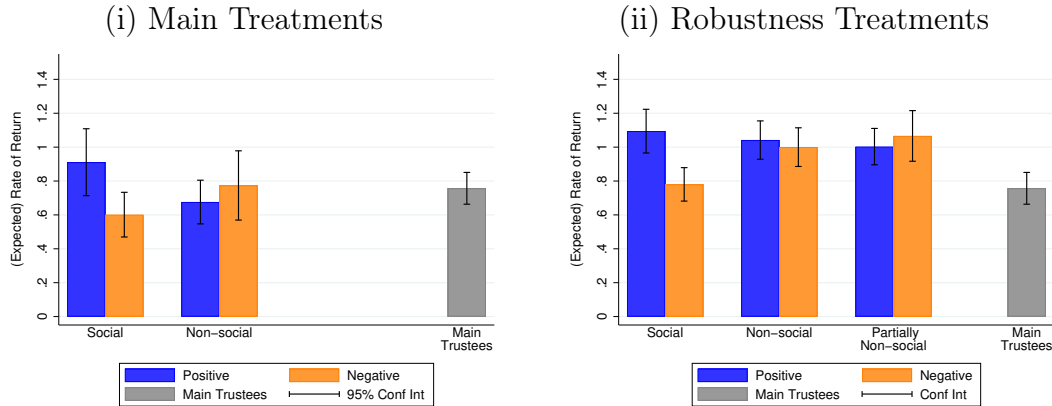 (i) Main Treatments
(Expected) Rate of Return
0 .2 .4 .6 .8 1 1.2 1.4
Social Non−social Main
Trustees
Positive Negative
Main Trustees 95% Conf Int
(ii) Robustness Treatments
(Expected) Rate of Return
0 .2 .4 .6 .8 1 1.2 1.4
Social Non−social Partially
Non−social Main
Trustees
Positive Negative
Main Trustees Conf Int